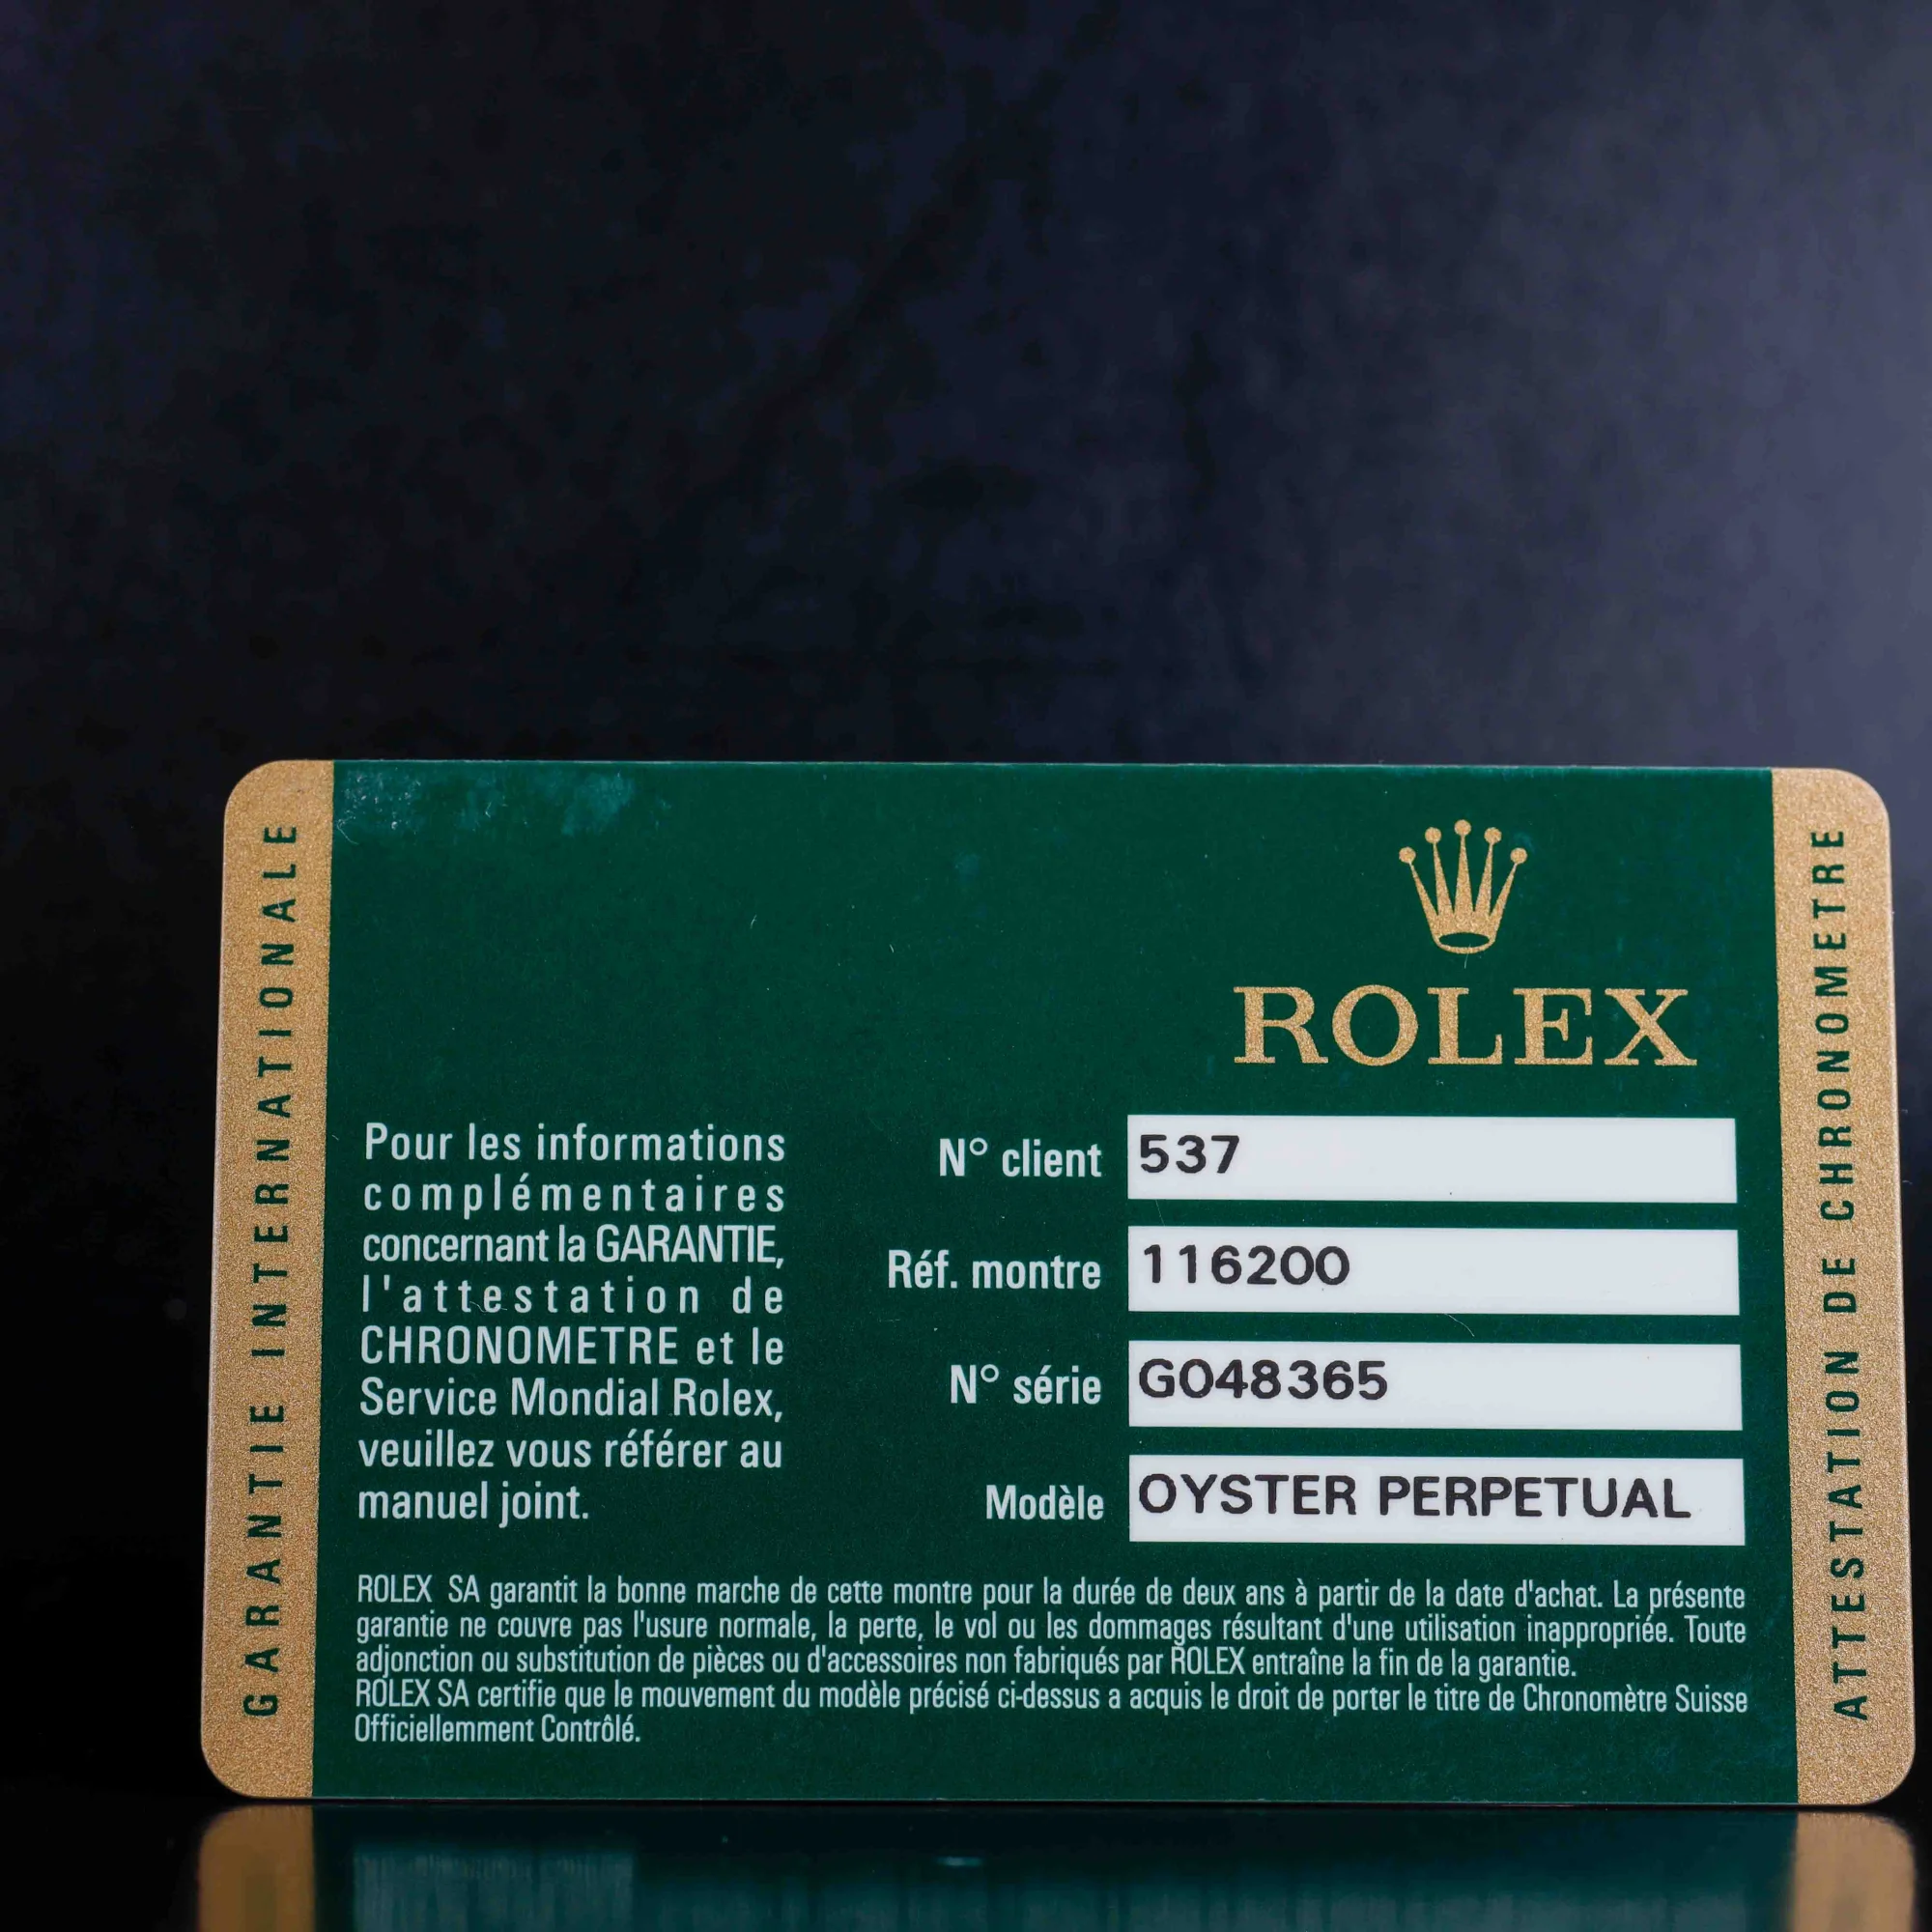 GARANTIE INTERNATIONALE
ROLEX
Pour les informations
complémentaires
concernant la GARANTIE,
l'attestation de
CHRONOMETRE et le
Service Mondial Rolex,
veuillez vous référer au
manuel joint.
N° client 537
Réf. montre 116200
N° série G048365
Modèle OYSTER PERPETUAL
ROLEX SA garantit la bonne marche de cette montre pour la durée de deux ans à partir de la date d'achat. La présente
garantie ne couvre pas l'usure normale, la perte, le vol ou les dommages résultant d'une utilisation inappropriée. Toute
adjonction ou substitution de pièces ou d'accessoires non fabriqués par ROLEX entraîne la fin de la garantie.
ROLEX SA certifie que le mouvement du modèle précisé ci-dessus a acquis le droit de porter le titre de Chronomètre Suisse
Officiellemment Contrôlé.
ATTESTATION DE CHRONOMETRE